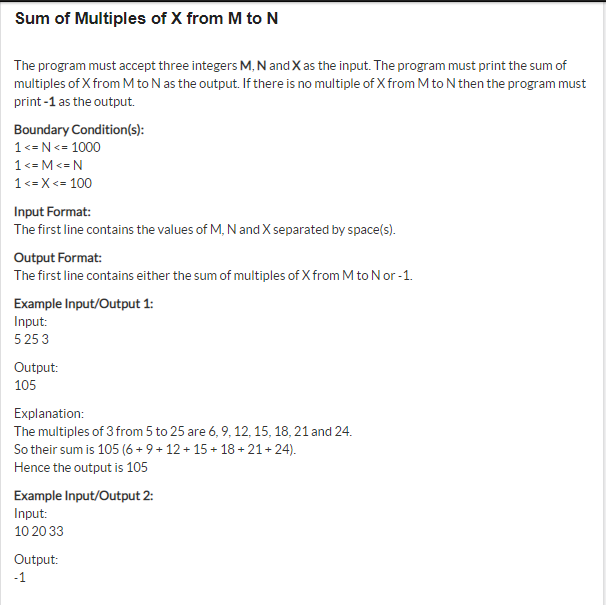 Sum of Multiples of X from M to N
The program must accept three integers M, N and X as the input. The program must print the sum of
multiples of X from M to N as the output. If there is no multiple of X from M to N then the program must
print -1 as the output.
Boundary Condition(s):
1 <= N <= 1000
1 <= M <= N
1 <= X <= 100
Input Format:
The first line contains the values of M, N and X separated by space(s).
Output Format:
The first line contains either the sum of multiples of X from M to N or -1.
Example Input/Output 1:
Input:
5 25 3
Output:
105
Explanation:
The multiples of 3 from 5 to 25 are 6, 9, 12, 15, 18, 21 and 24.
So their sum is 105 (6 + 9 + 12 + 15 + 18 + 21 + 24).
Hence the output is 105
Example Input/Output 2:
Input:
10 20 33
Output:
-1